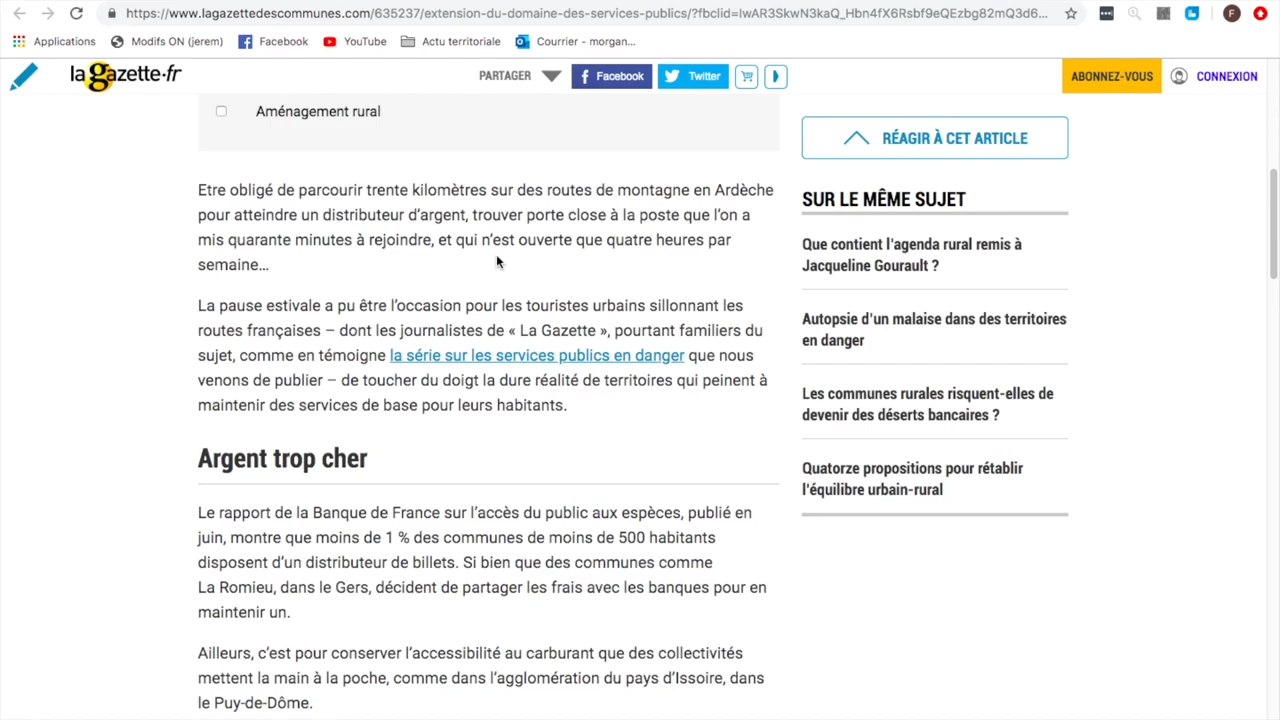 https://www.lagazettedescommunes.com/635237/extension-du-domaine-des-services-publics/?fbclid=IwAR3SkwN3kaQ_Hbn4fX6Rsbf9eQEzbg82mQ3d6...
F
Applications
Modifs ON (jerem)
Facebook
YouTube
Actu territoriale
Courrier - morgan...
la gazette·fr
PARTAGER
Facebook
Twitter
ABONNEZ-VOUS
CONNEXION
Aménagement rural
Etre obligé de parcourir trente kilomètres sur des routes de montagne en Ardèche
pour atteindre un distributeur d’argent, trouver porte close à la poste que l’on a
mis quarante minutes à rejoindre, et qui n’est ouverte que quatre heures par
semaine…
La pause estivale a pu être l’occasion pour les touristes urbains sillonnant les
routes françaises – dont les journalistes de « La Gazette », pourtant familiers du
sujet, comme en témoigne la série sur les services publics en danger que nous
venons de publier – de toucher du doigt la dure réalité de territoires qui peinent à
maintenir des services de base pour leurs habitants.
Argent trop cher
Le rapport de la Banque de France sur l’accès du public aux espèces, publié en
juin, montre que moins de 1 % des communes de moins de 500 habitants
disposent d’un distributeur de billets. Si bien que des communes comme
La Romieu, dans le Gers, décident de partager les frais avec les banques pour en
maintenir un.
Ailleurs, c’est pour conserver l’accessibilité au carburant que des collectivités
mettent la main à la poche, comme dans l’agglomération du pays d’Issoire, dans
le Puy-de-Dôme.
RÉAGIR À CET ARTICLE
SUR LE MÊME SUJET
Que contient l'agenda rural remis à
Jacqueline Gourault ?
Autopsie d'un malaise dans des territoires
en danger
Les communes rurales risquent-elles de
devenir des déserts bancaires ?
Quatorze propositions pour rétablir
l'équilibre urbain-rural